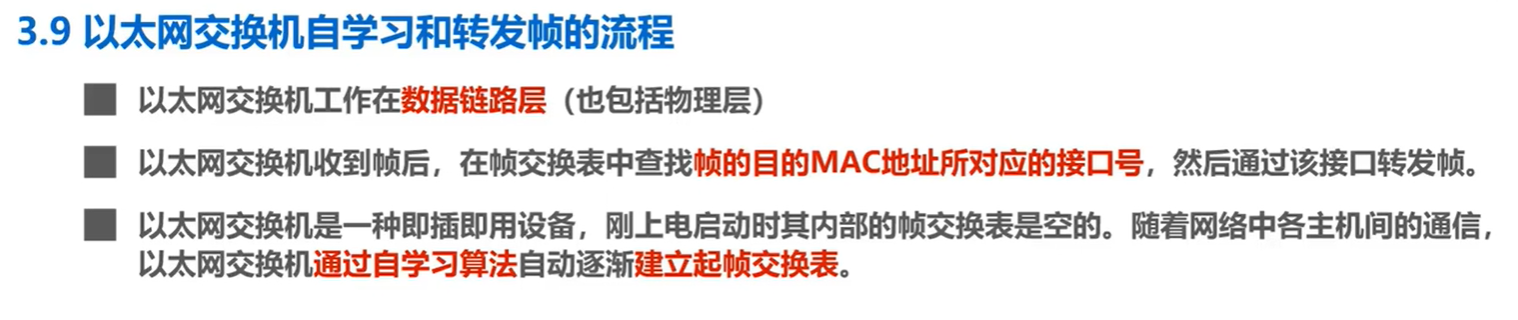 3.9 以太网交换机自学习和转发帧的流程
以太网交换机工作在数据链路层（也包括物理层）
以太网交换机收到帧后，在帧交换表中查找帧的目的MAC地址所对应的接口号，然后通过该接口转发帧。
以太网交换机是一种即插即用设备，刚上电启动时其内部的帧交换表是空的。随着网络中各主机间的通信，
以太网交换机通过自学习算法自动逐渐建立起帧交换表。